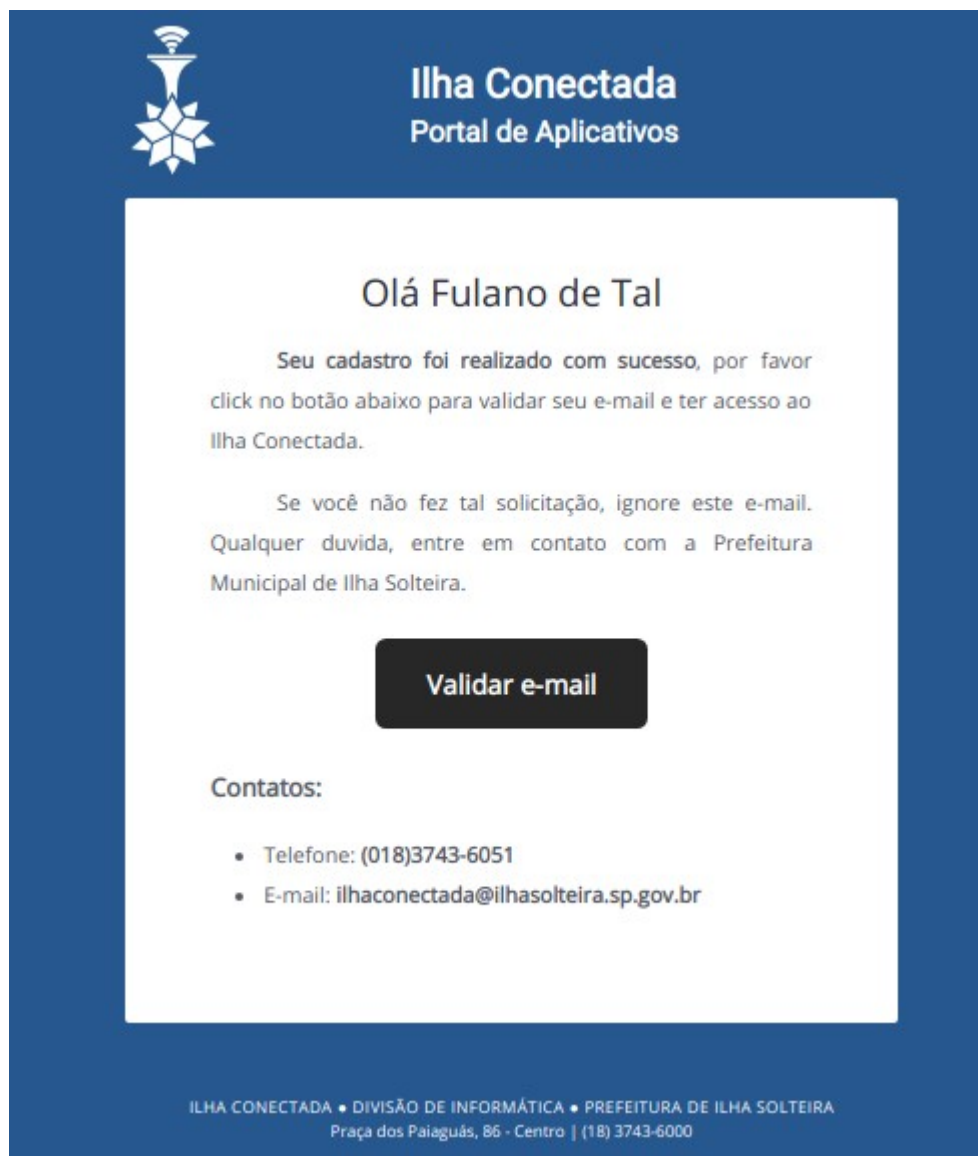 Ilha Conectada
Portal de Aplicativos
Olá Fulano de Tal
Seu cadastro foi realizado com sucesso, por favor
click no botão abaixo para validar seu e-mail e ter acesso ao
Ilha Conectada.
Se você não fez tal solicitação, ignore este e-mail.
Qualquer duvida, entre em contato com a Prefeitura
Municipal de Ilha Solteira.
Validar e-mail
Contatos:
• Telefone: (018)3743-6051
• E-mail: ilhaconectada@ilhasolteira.sp.gov.br
ILHA CONECTADA ● DIVISÃO DE INFORMÁTICA ● PREFEITURA DE ILHA SOLTEIRA
Praça dos Paiaguás, 86 - Centro | (18) 3743-6000